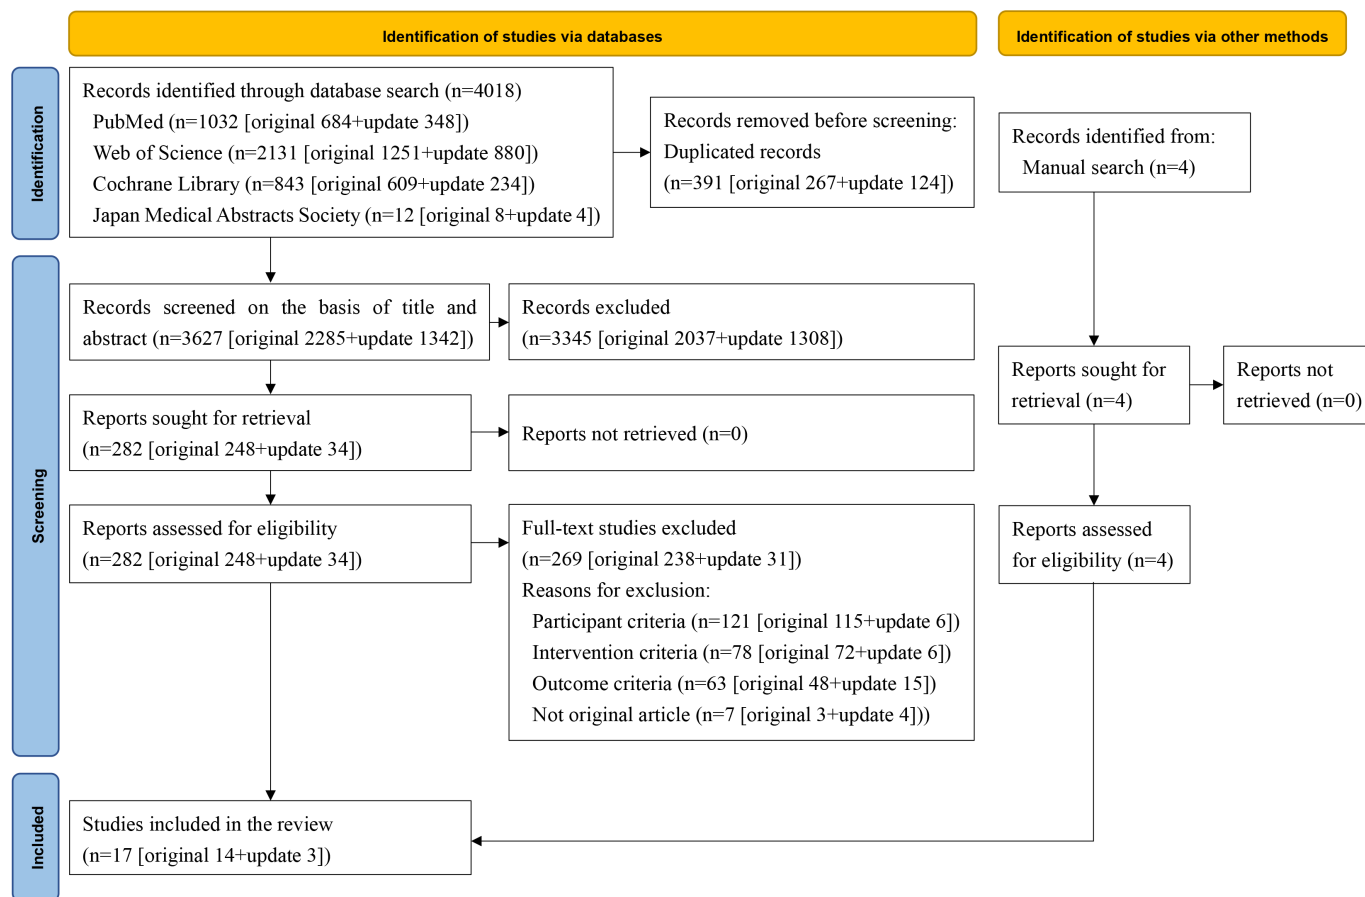 Identification of studies via databases
Identification of studies via other methods
Identification
Records identified through database search (n=4018)
PubMed (n=1032 [original 684+update 348])
Web of Science (n=2131 [original 1251+update 880])
Cochrane Library (n=843 [original 609+update 234])
Japan Medical Abstracts Society (n=12 [original 8+update 4])
Records removed before screening:
Duplicated records
(n=391 [original 267+update 124])
Records identified from:
Manual search (n=4)
Screening
Records screened on the basis of title and
abstract (n=3627 [original 2285+update 1342])
Records excluded
(n=3345 [original 2037+update 1308])
Reports sought for retrieval
(n=282 [original 248+update 34])
Reports not retrieved (n=0)
Reports sought for
retrieval (n=4)
Reports not
retrieved (n=0)
Reports assessed for eligibility
(n=282 [original 248+update 34])
Full-text studies excluded
(n=269 [original 238+update 31])
Reasons for exclusion:
Participant criteria (n=121 [original 115+update 6])
Intervention criteria (n=78 [original 72+update 6])
Outcome criteria (n=63 [original 48+update 15])
Not original article (n=7 [original 3+update 4]))
Reports assessed
for eligibility (n=4)
Included
Studies included in the review
(n=17 [original 14+update 3])